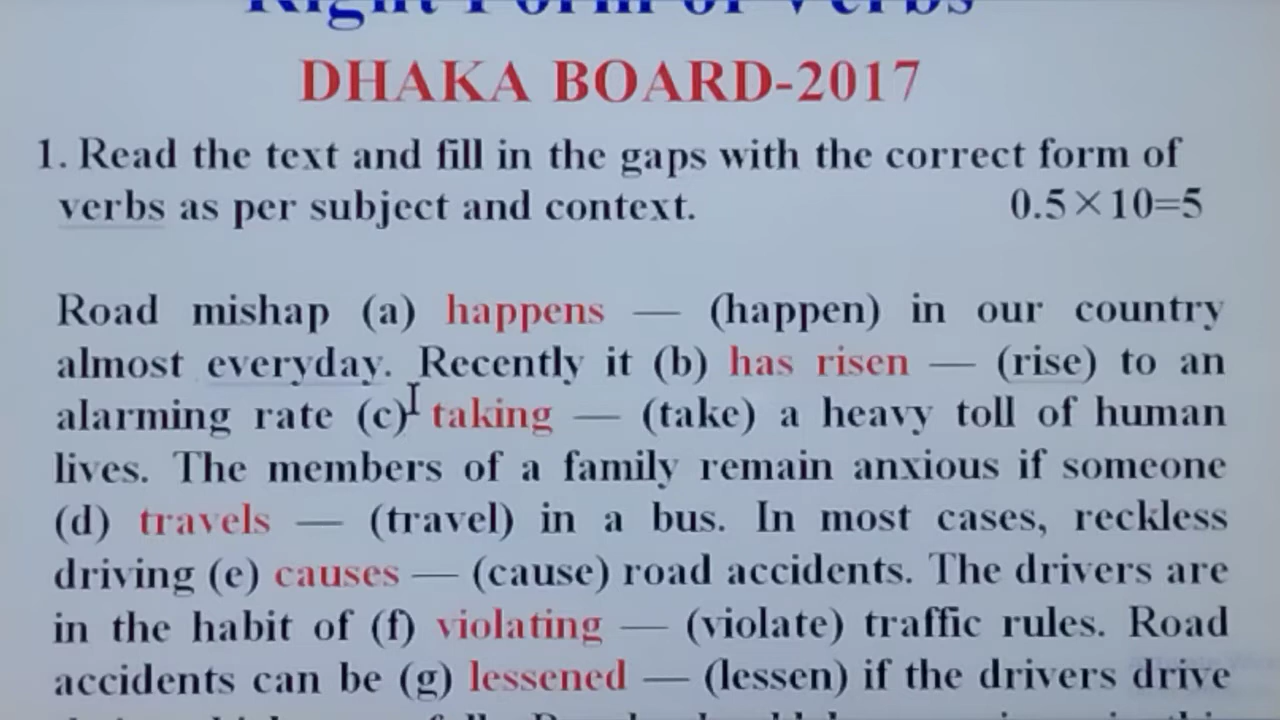 Right Form of Verbs
DHAKA BOARD-2017
1. Read the text and fill in the gaps with the correct form of
verbs as per subject and context. 0.5×10=5
Road mishap (a) happens — (happen) in our country
almost everyday. Recently it (b) has risen — (rise) to an
alarming rate (c) taking — (take) a heavy toll of human
lives. The members of a family remain anxious if someone
(d) travels — (travel) in a bus. In most cases, reckless
driving (e) causes — (cause) road accidents. The drivers are
in the habit of (f) violating — (violate) traffic rules. Road
accidents can be (g) lessened — (lessen) if the drivers drive